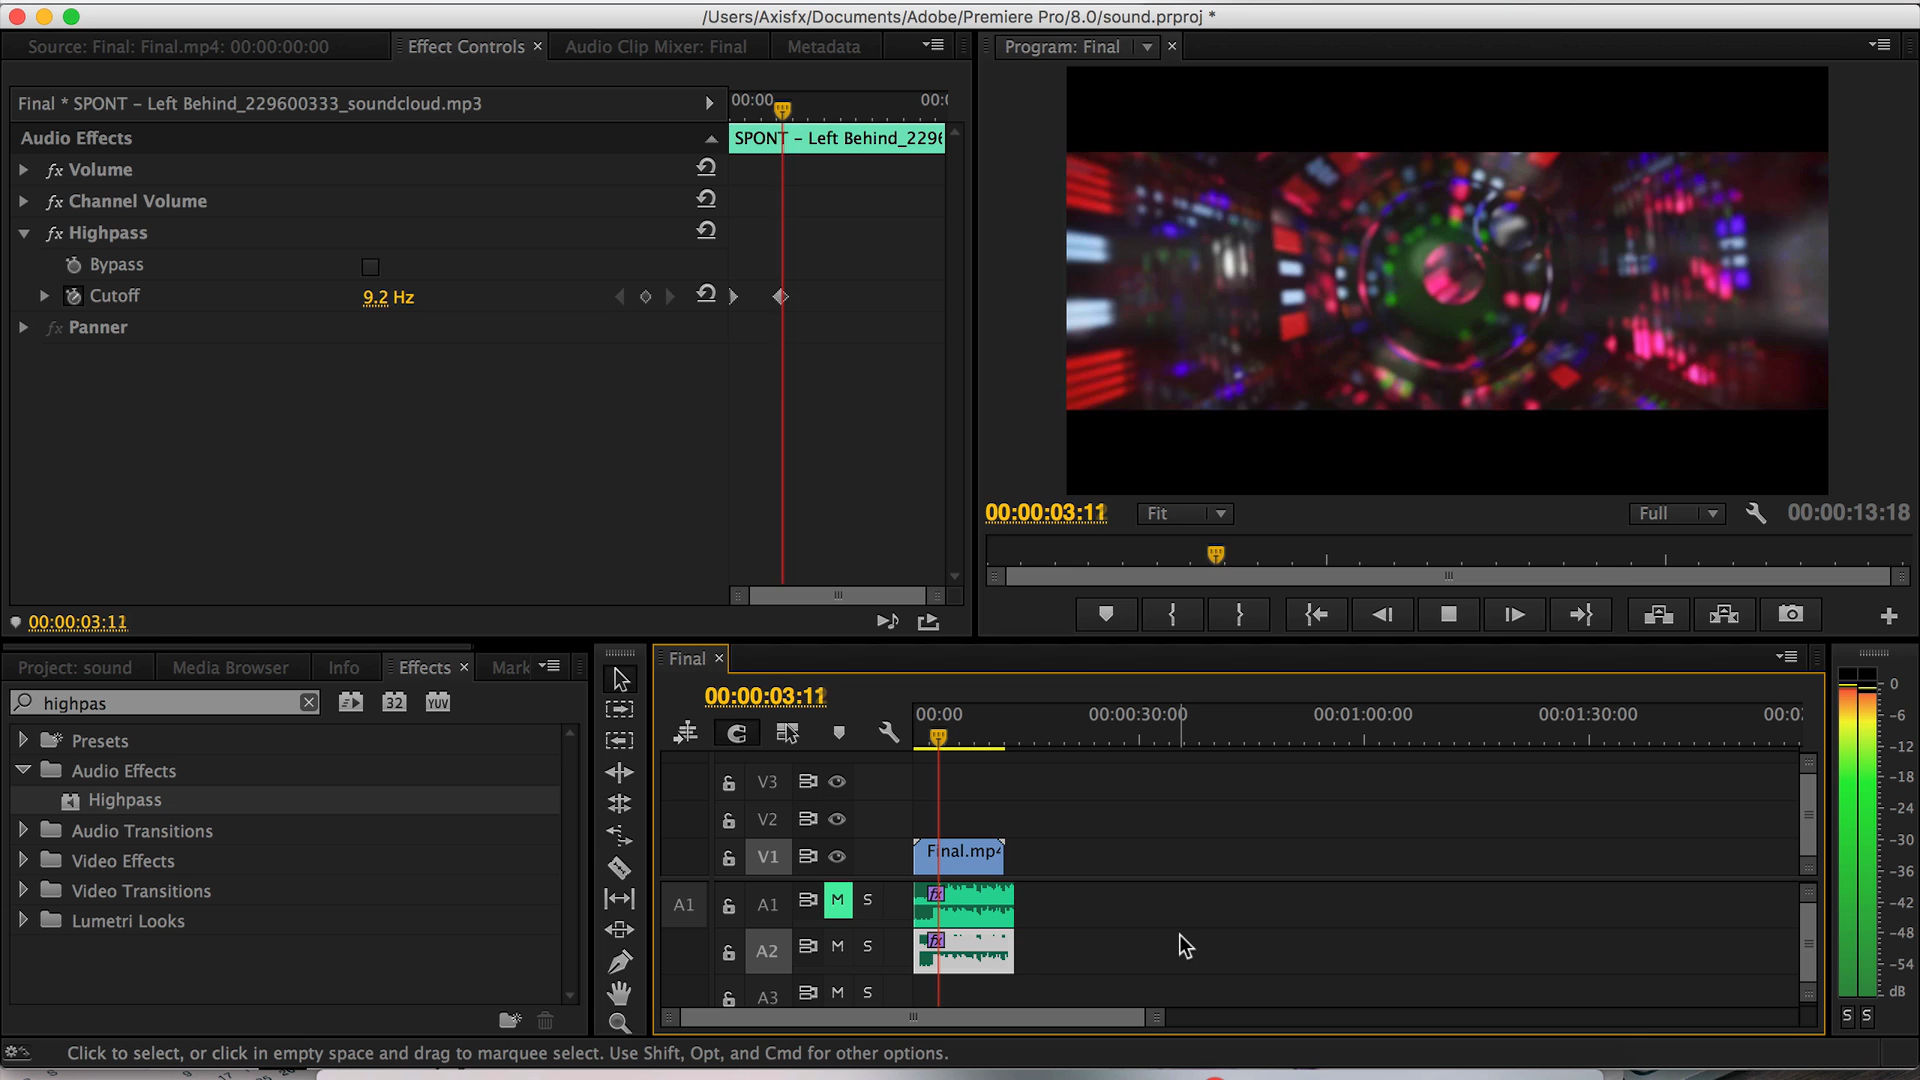 /Users/Axisfx/Documents/Adobe/Premiere Pro/8.0/sound.prproj *
Source: Final: Final.mp4: 00:00:00:00
Effect Controls
Audio Clip Mixer: Final
Metadata
Program: Final
Final * SPONT - Left Behind_229600333_soundcloud.mp3
00:00
Audio Effects
SPONT - Left Behind_2296
fx Volume
fx Channel Volume
fx Highpass
Bypass
Cutoff
9.2 Hz
fx Panner
00:00:03:11
Fit
Full
00:00:13:18
00:00:03:11
Project: sound
Media Browser
Info
Effects
Mark
Final
highpas
32
YUV
00:00:03:11
00:00
00:00:30:00
00:01:00:00
00:01:30:00
Presets
Audio Effects
Highpass
Audio Transitions
Video Effects
Video Transitions
Lumetri Looks
V3
V2
V1
Final.mp4
A1
A1
M
S
fx
A2
M
S
fx
A3
M
S
0
-6
-12
-18
-24
-30
-36
-42
-48
-54
dB
S
S
Click to select, or click in empty space and drag to marquee select. Use Shift, Opt, and Cmd for other options.